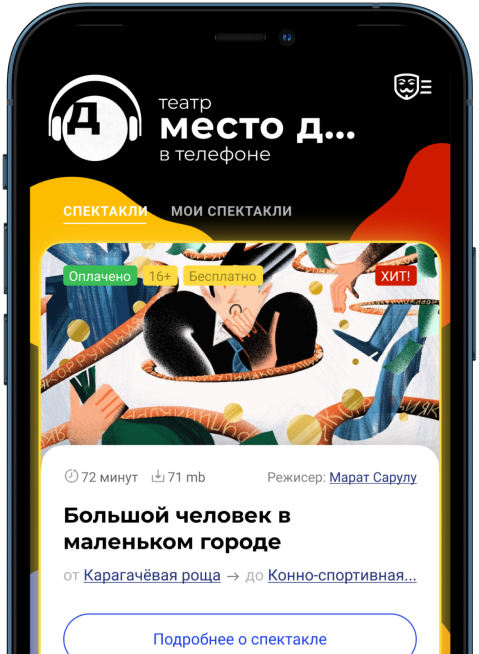 Д
театр
место д...
в телефоне
СПЕКТАКЛИ МОИ СПЕКТАКЛИ
Оплачено 16+ Бесплатно ХИТ!
72 минут 71 mb Режисер: Марат Сарулу
Большой человек в
маленьком городе
от Карагачёвая роща → до Конно-спортивная...
Подробнее о спектакле